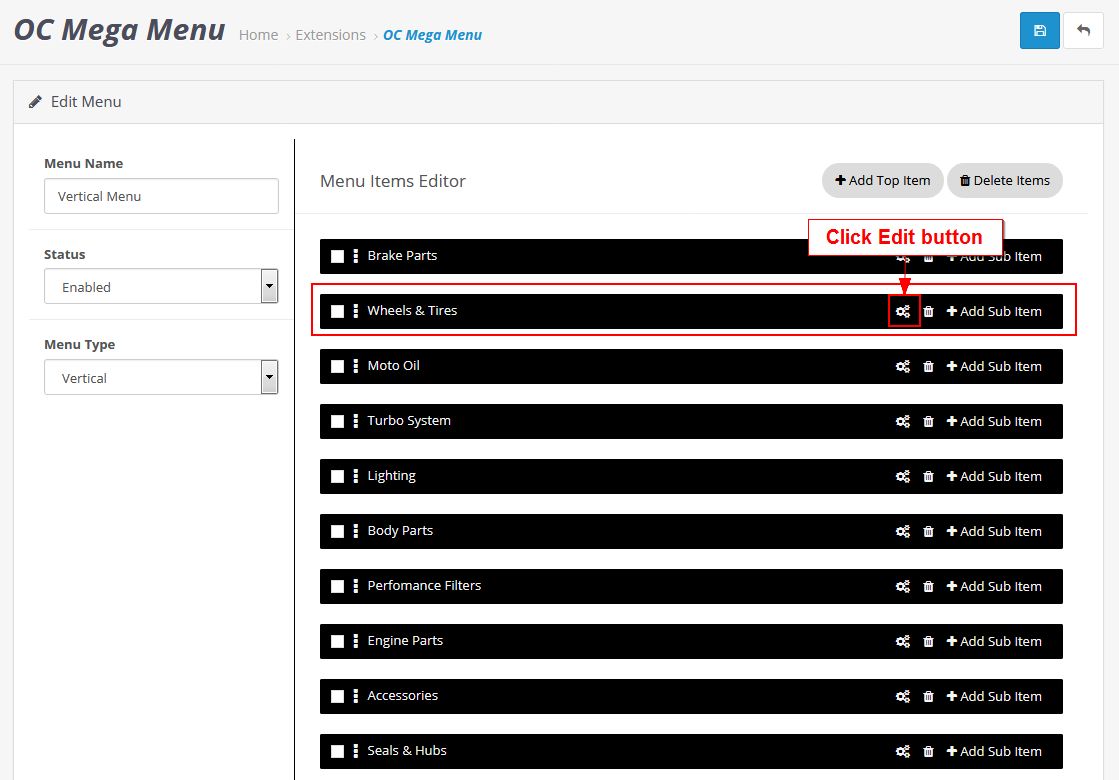 OC Mega Menu Home › Extensions › OC Mega Menu
Edit Menu
Menu Name
Vertical Menu
Status
Enabled
Menu Type
Vertical
Menu Items Editor
Add Top Item
Delete Items
Click Edit button
Brake Parts
Add Sub Item
Wheels & Tires
Add Sub Item
Moto Oil
Add Sub Item
Turbo System
Add Sub Item
Lighting
Add Sub Item
Body Parts
Add Sub Item
Perfomance Filters
Add Sub Item
Engine Parts
Add Sub Item
Accessories
Add Sub Item
Seals & Hubs
Add Sub Item